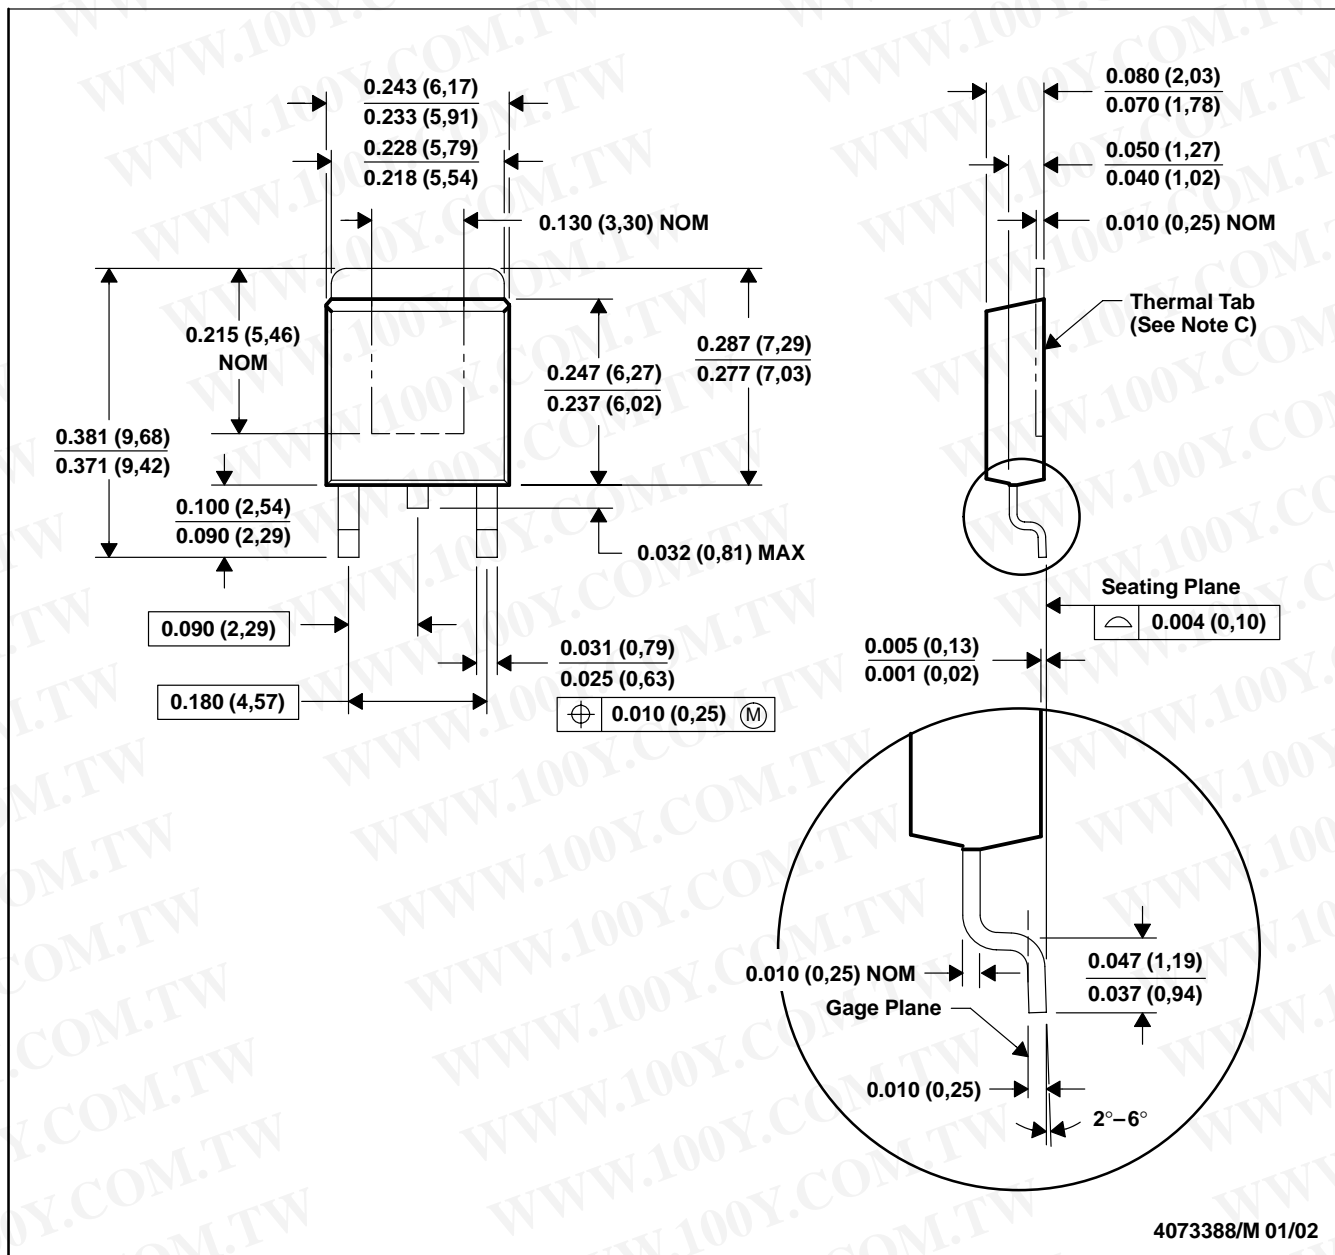 0.243 (6,17)
0.233 (5,91)
0.228 (5,79)
0.218 (5,54)
0.130 (3,30) NOM
0.215 (5,46)
NOM
0.381 (9,68)
0.371 (9,42)
0.247 (6,27)
0.237 (6,02)
0.287 (7,29)
0.277 (7,03)
0.100 (2,54)
0.090 (2,29)
0.032 (0,81) MAX
0.090 (2,29)
0.180 (4,57)
0.031 (0,79)
0.025 (0,63)
0.010 (0,25) Ⓜ
0.080 (2,03)
0.070 (1,78)
0.050 (1,27)
0.040 (1,02)
0.010 (0,25) NOM
Thermal Tab
(See Note C)
Seating Plane
0.004 (0,10)
0.005 (0,13)
0.001 (0,02)
0.010 (0,25) NOM
Gage Plane
0.047 (1,19)
0.037 (0,94)
0.010 (0,25)
2°–6°
4073388/M 01/02
WWW.100Y.COM.TW